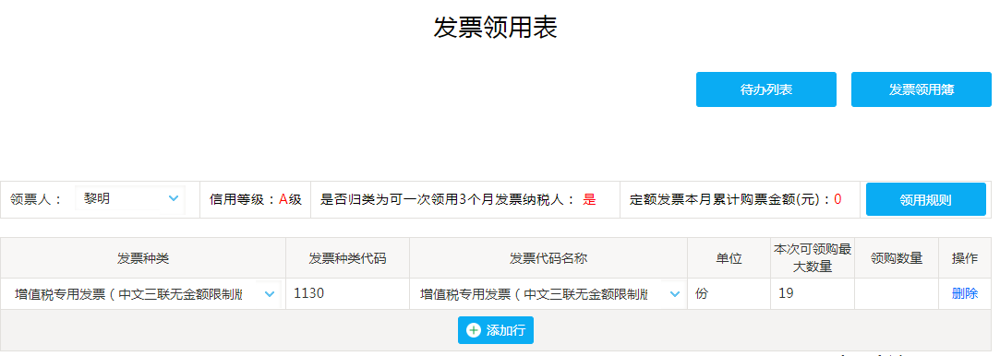 发票领用表
待办列表 发票领用簿
领票人： 黎明 信用等级：A级 是否归类为可一次领用3个月发票纳税人： 是 定额发票本月累计购票金额(元)：0 领用规则
发票种类 发票种类代码 发票代码名称 单位 本次可领购最 领购数量 操作
大数量
增值税专用发票（中文三联无金额限制版 1130 增值税专用发票（中文三联无金额限制版 份 19 删除
添加行